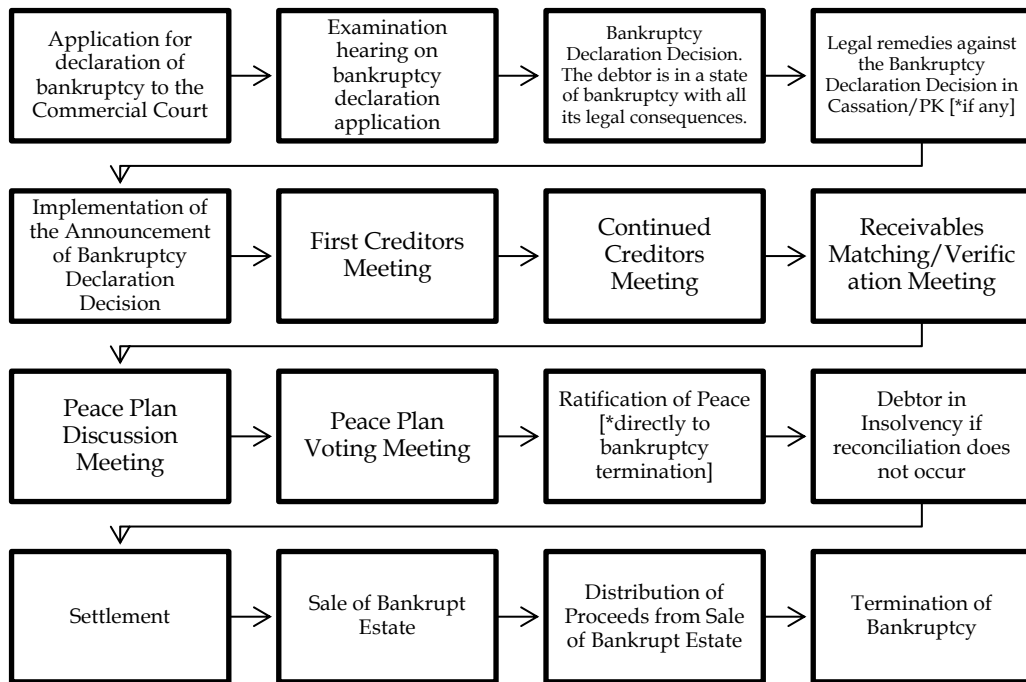 Application for
declaration of
bankruptcy to the
Commercial Court
Examination
hearing on
bankruptcy
declaration
application
Bankruptcy
Declaration Decision.
The debtor is in a state
of bankruptcy with all
its legal consequences.
Legal remedies against
the Bankruptcy
Declaration Decision in
Cassation/PK [*if any]
Implementation of
the Announcement
of Bankruptcy
Declaration
Decision
First Creditors
Meeting
Continued
Creditors
Meeting
Receivables
Matching/Verific
ation Meeting
Peace Plan
Discussion
Meeting
Peace Plan
Voting Meeting
Ratification of Peace
[*directly to
bankruptcy
termination]
Debtor in
Insolvency if
reconciliation does
not occur
Settlement
Sale of Bankrupt
Estate
Distribution of
Proceeds from Sale
of Bankrupt Estate
Termination of
Bankruptcy